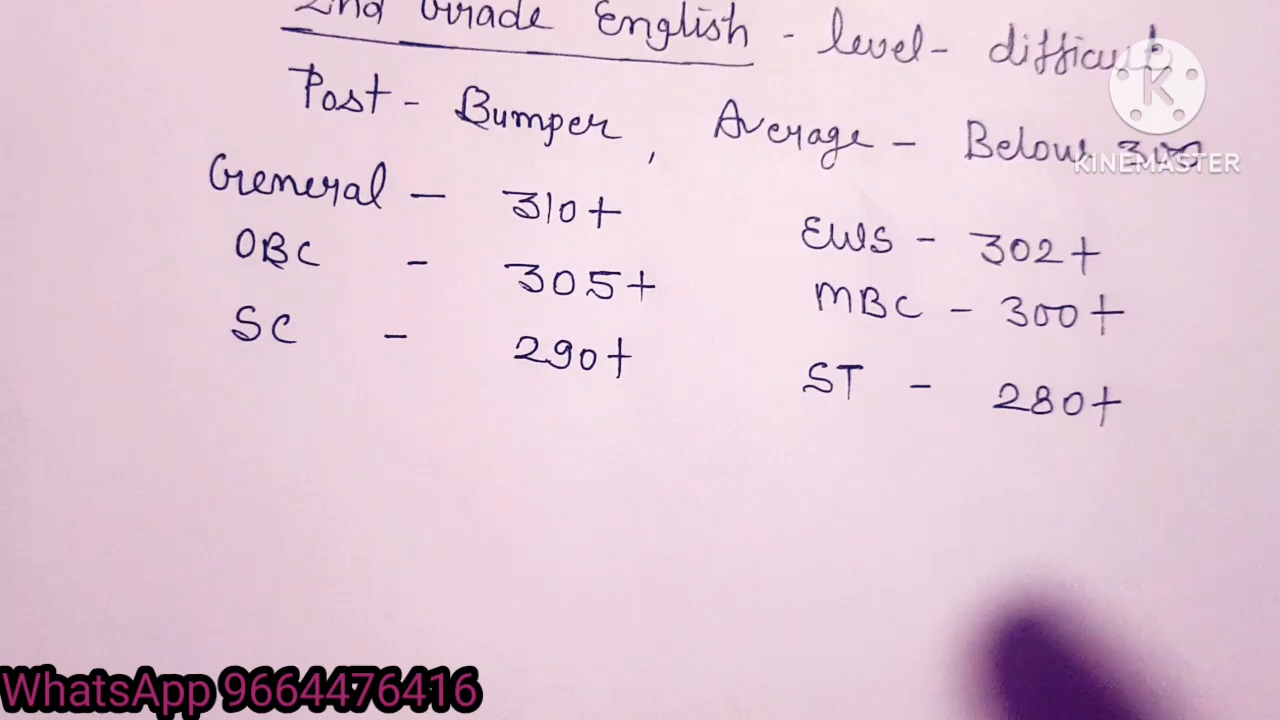 2nd Grade English - level - difficult
Post - Bumper, Average - Below 300
General - 310+
EWS - 302+
OBC - 305+
MBC - 300+
SC - 290+
ST - 280+
KINEMASTER
WhatsApp 9664476416